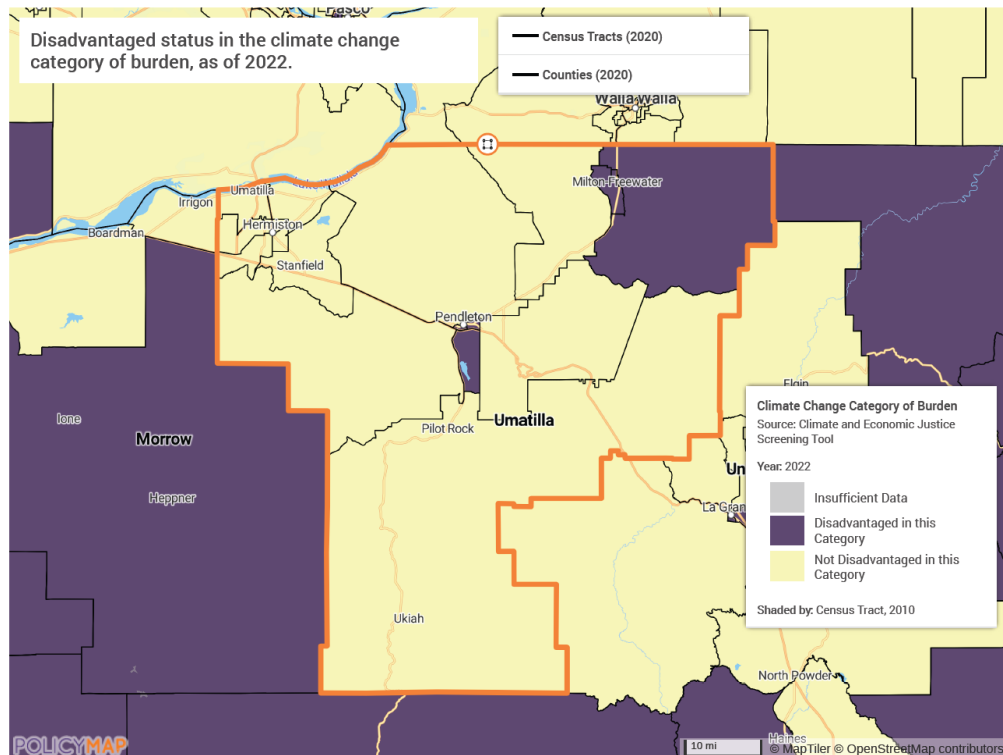 Pasco
Disadvantaged status in the climate change
category of burden, as of 2022.
Census Tracts (2020)
Counties (2020)
Walla Walla
Milton-Freewater
Umatilla
Irrigon
Boardman
Hermiston
Stanfield
Pendleton
Elgin
Pilot Rock
Umatilla
Ione
Morrow
Heppner
Un
La Gran
Ukiah
North Powder
Haines
Climate Change Category of Burden
Source: Climate and Economic Justice
Screening Tool
Year: 2022
Insufficient Data
Disadvantaged in this
Category
Not Disadvantaged in this
Category
Shaded by: Census Tract, 2010
POLICYMAP
10 mi
© MapTiler © OpenStreetMap contributors